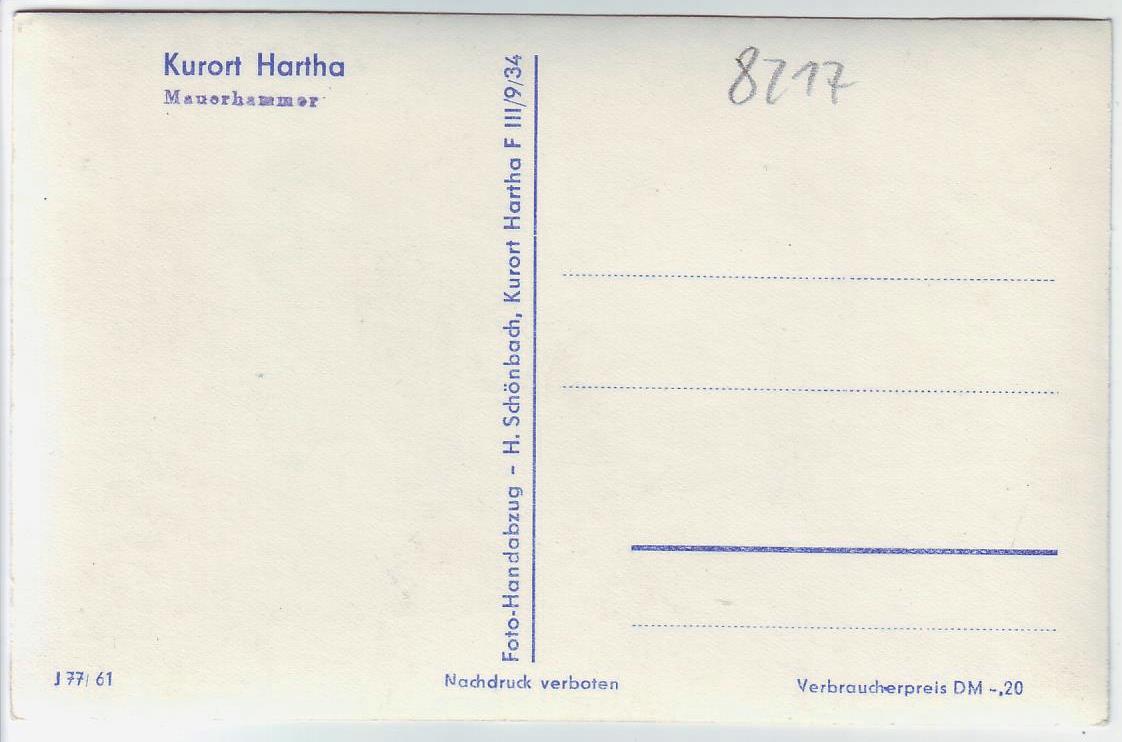 Kurort Hartha
Mauerhammer
8217
Foto-Handabzug – H. Schönbach, Kurort Hartha F III/9/34
J 77/ 61
Nachdruck verboten
Verbraucherpreis DM -,20